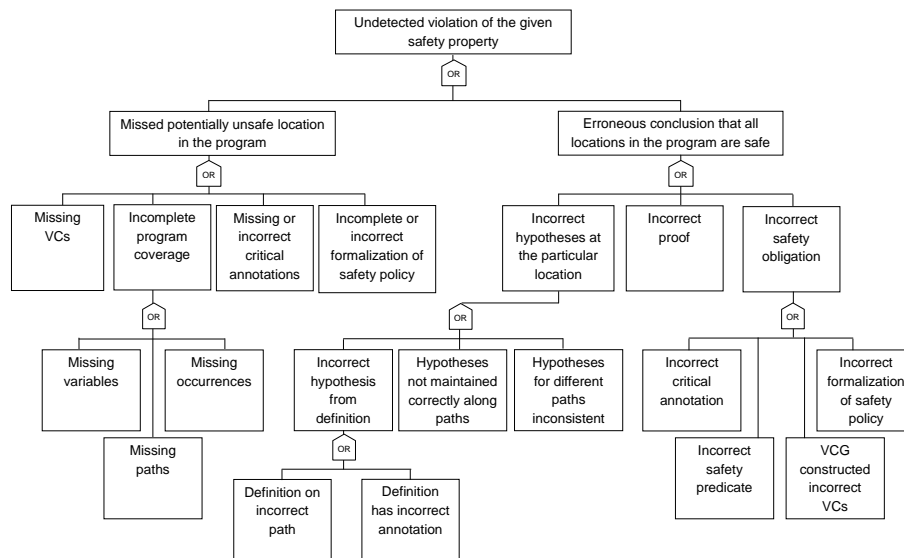 Undetected violation of the given
safety property
OR
Missed potentially unsafe location
in the program
Erroneous conclusion that all
locations in the program are safe
OR
OR
Missing
VCs
Incomplete
program
coverage
Missing or
incorrect
critical
annotations
Incomplete or
incorrect
formalization of
safety policy
Incorrect
hypotheses at
the particular
location
Incorrect
proof
Incorrect
safety
obligation
OR
OR
OR
Missing
variables
Missing
occurrences
Missing
paths
Incorrect
hypothesis
from
definition
Hypotheses
not maintained
correctly along
paths
Hypotheses
for different
paths
inconsistent
Incorrect
critical
annotation
Incorrect
formalization
of safety
policy
Incorrect
safety
predicate
VCG
constructed
incorrect
VCs
OR
Definition on
incorrect
path
Definition
has incorrect
annotation